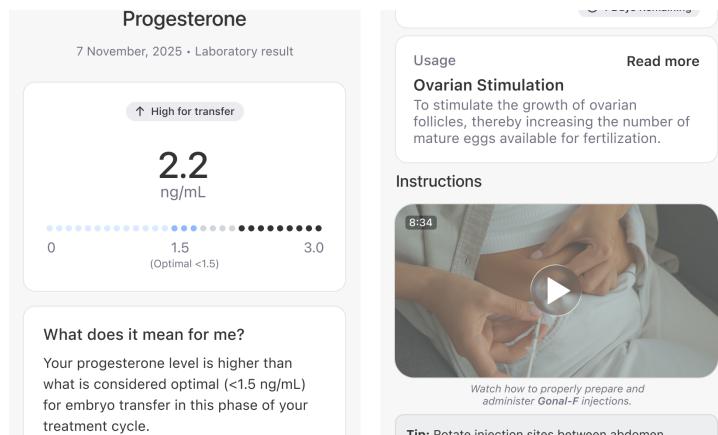 Progesterone
7 November, 2025 • Laboratory result
↑ High for transfer
2.2
ng/mL
0
1.5
3.0
(Optimal <1.5)
What does it mean for me?
Your progesterone level is higher than
what is considered optimal (<1.5 ng/mL)
for embryo transfer in this phase of your
treatment cycle.
Usage
Read more
Ovarian Stimulation
To stimulate the growth of ovarian
follicles, thereby increasing the number of
mature eggs available for fertilization.
Instructions
8:34
Watch how to properly prepare and
administer Gonal-F injections.
Tip: Rotate injection sites between abdomen